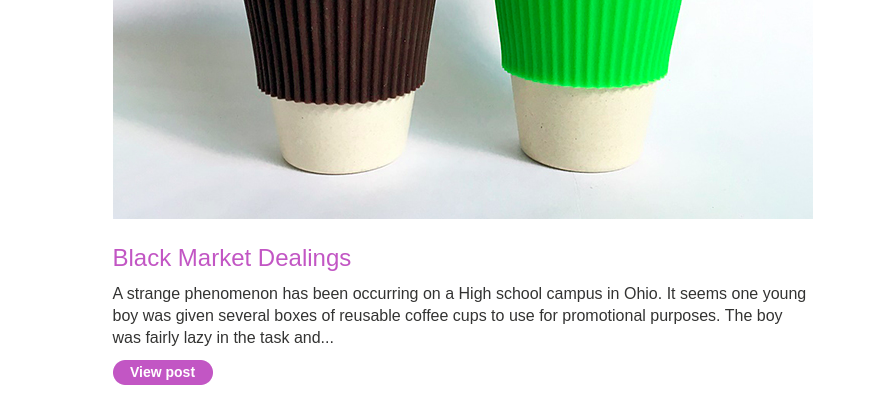 Black Market Dealings
A strange phenomenon has been occurring on a High school campus in Ohio. It seems one young
boy was given several boxes of reusable coffee cups to use for promotional purposes. The boy
was fairly lazy in the task and...
View post